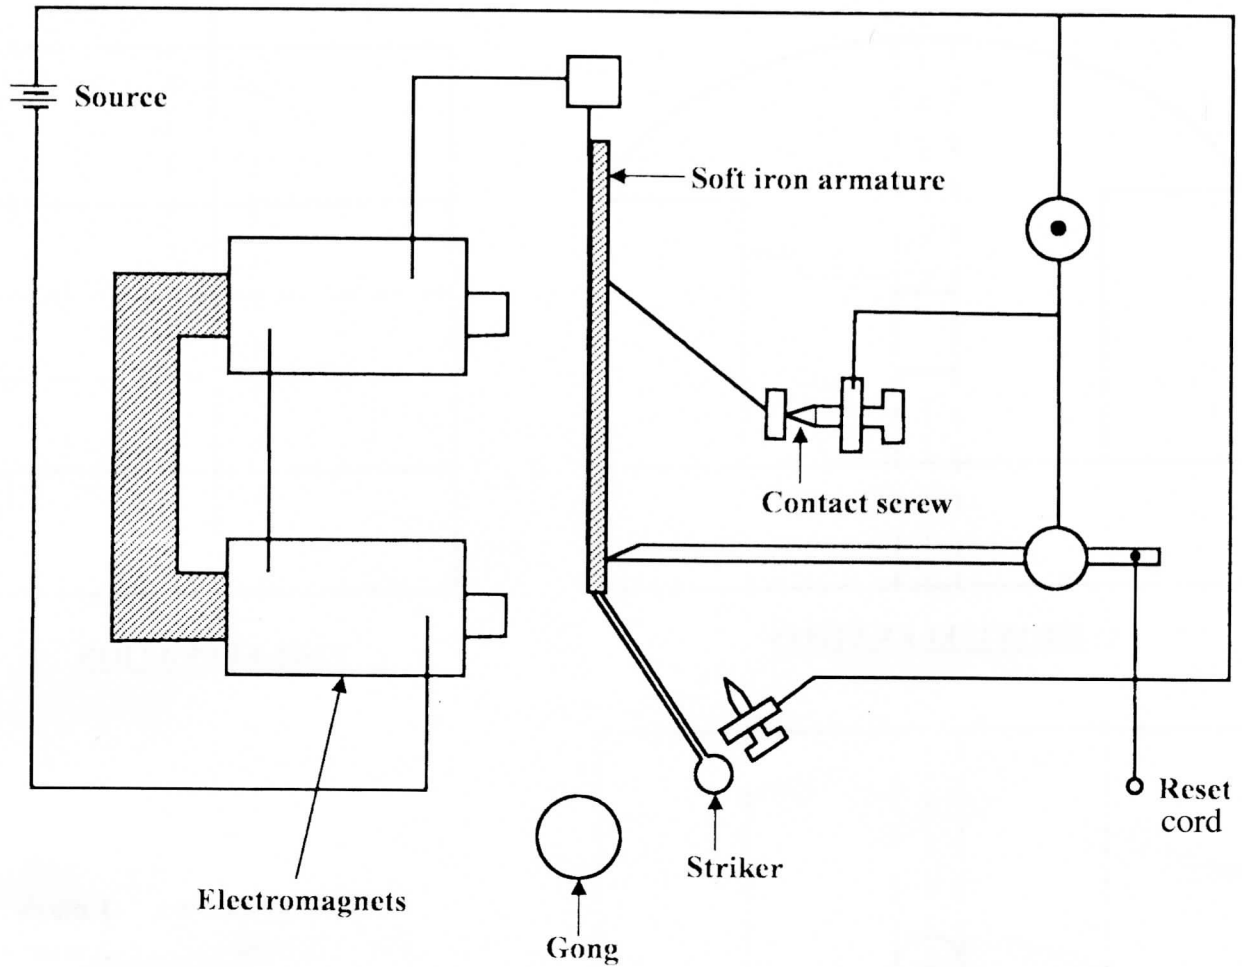 Source
Soft iron armature
Contact screw
Reset
cord
Striker
Electromagnets
Gong